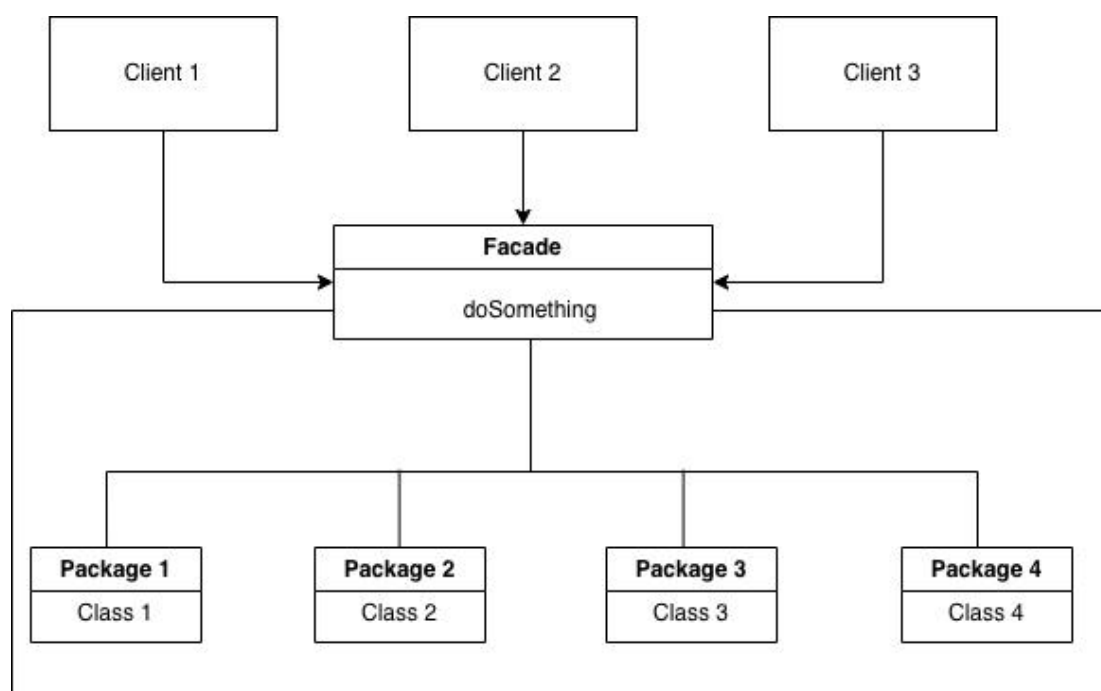 Client 1
Client 2
Client 3
Facade
doSomething
Package 1
Package 2
Package 3
Package 4
Class 1
Class 2
Class 3
Class 4